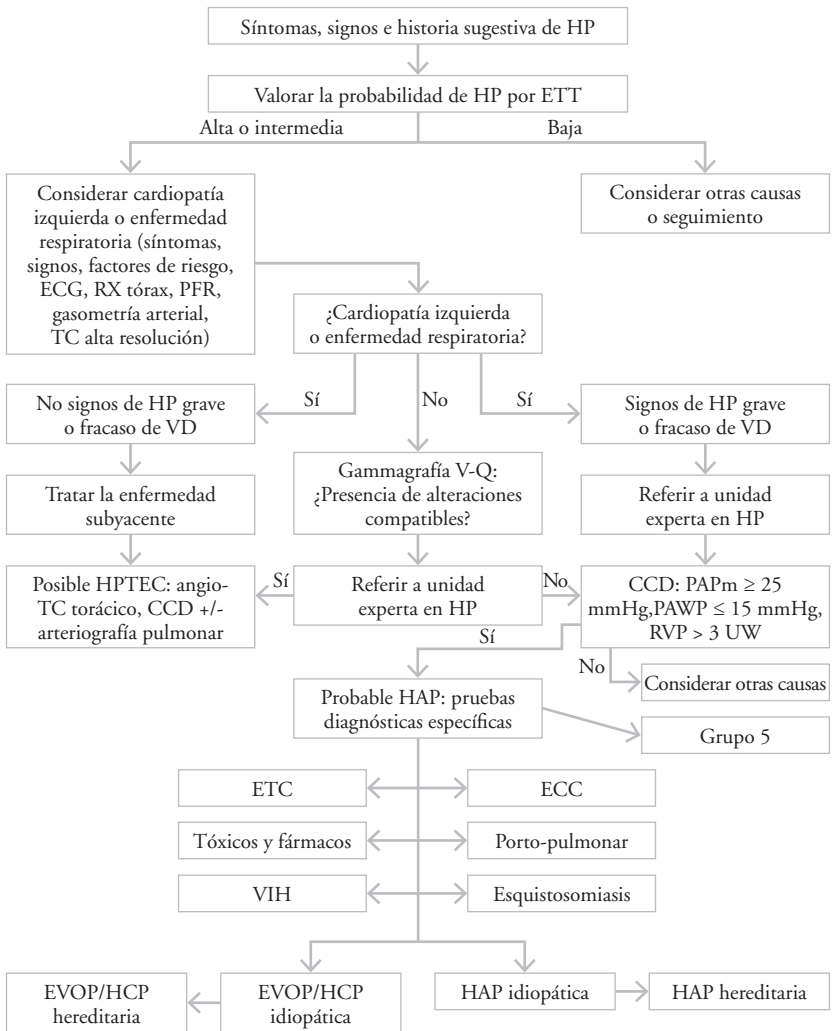 Síntomas, signos e historia sugestiva de HP
Valorar la probabilidad de HP por ETT
Alta o intermedia
Baja
Considerar cardiopatía
izquierda o enfermedad
respiratoria (síntomas,
signos, factores de riesgo,
ECG, RX tórax, PFR,
gasometría arterial,
TC alta resolución)
Considerar otras causas
o seguimiento
¿Cardiopatía izquierda
o enfermedad respiratoria?
No signos de HP grave
o fracaso de VD
Sí
No
Sí
Signos de HP grave
o fracaso de VD
Tratar la enfermedad
subyacente
Gammagrafía V-Q:
¿Presencia de alteraciones
compatibles?
Referir a unidad
experta en HP
Posible HPTEC: angio-
TC torácico, CCD +/-
arteriografía pulmonar
Sí
Referir a unidad
experta en HP
No
CCD: PAPm ≥ 25
mmHg,PAWP ≤ 15 mmHg,
RVP > 3 UW
Sí
No
Considerar otras causas
Probable HAP: pruebas
diagnósticas específicas
Grupo 5
ETC
ECC
Tóxicos y fármacos
Porto-pulmonar
VIH
Esquistosomiasis
EVOP/HCP
hereditaria
EVOP/HCP
idiopática
HAP idiopática
HAP hereditaria